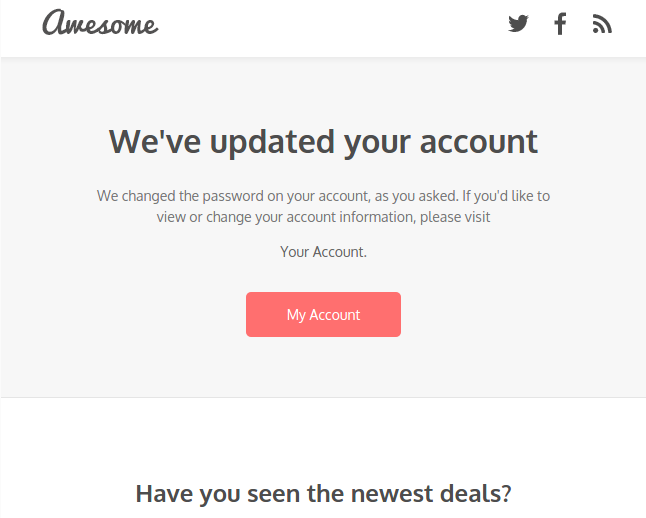 Awesome
We've updated your account
We changed the password on your account, as you asked. If you'd like to
view or change your account information, please visit
Your Account.
My Account
Have you seen the newest deals?